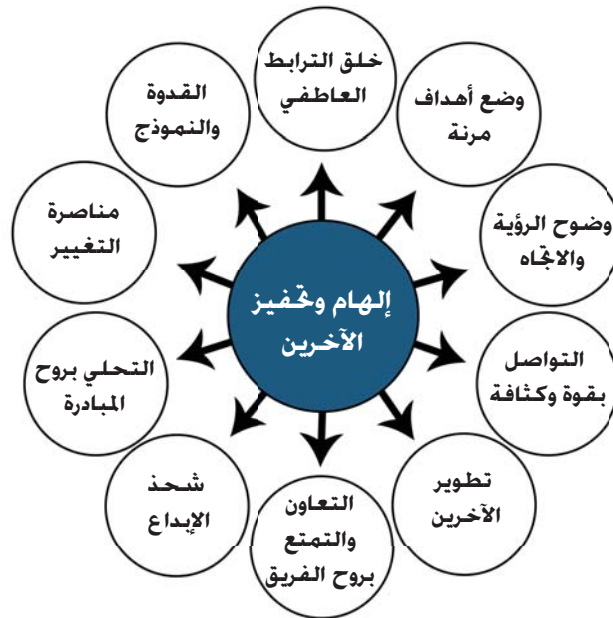 إلهام وتحفيز
الآخرين
خلق الترابط
العاطفي
وضع أهداف
مرنة
وضوح الرؤية
والاتجاه
التواصل
بقوة وكثافة
تطوير
الآخرين
التعاون
والتمتع
بروح الفريق
شحذ
الإبداع
التحلي بروح
المبادرة
مناصرة
التغيير
القدوة
والنموذج